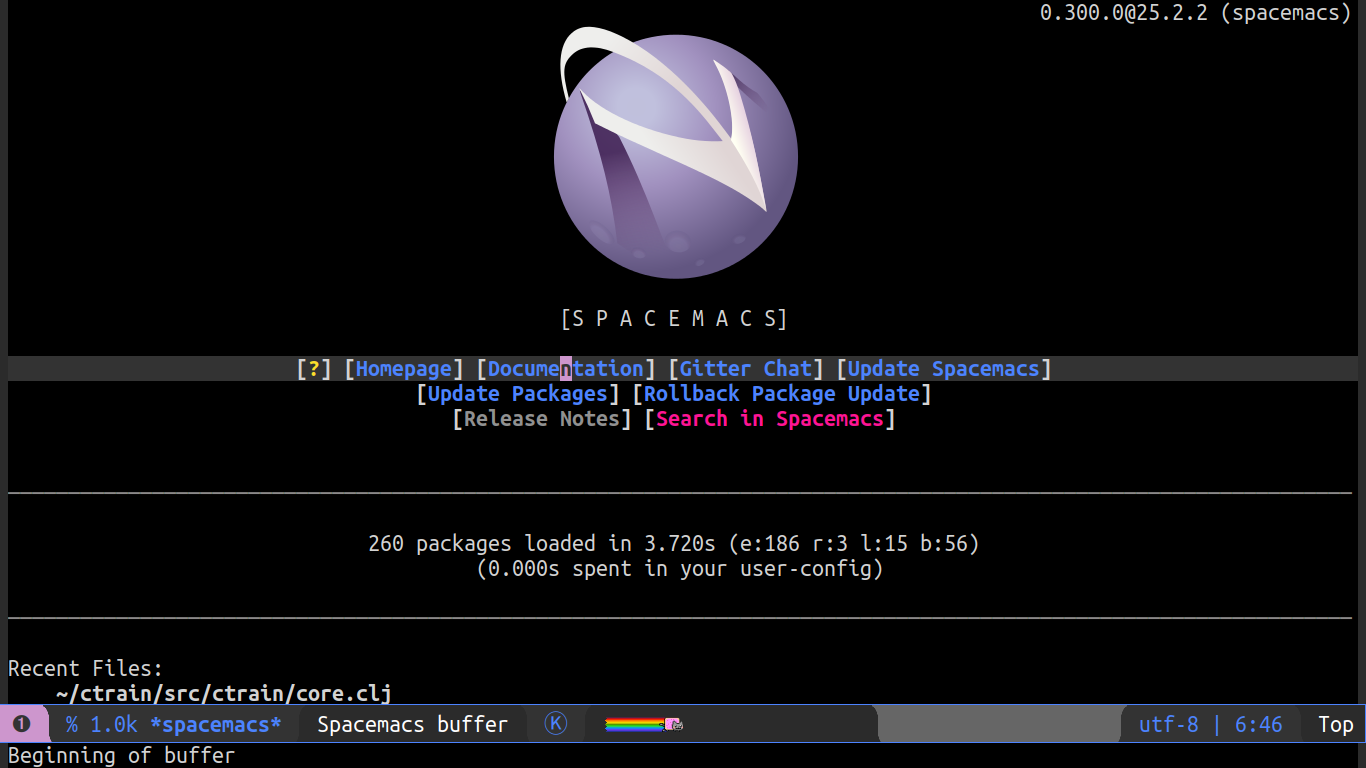 0.300.0@25.2.2 (spacemacs)
[S P A C E M A C S]
[?] [Homepage] [Documentation] [Gitter Chat] [Update Spacemacs]
[Update Packages] [Rollback Package Update]
[Release Notes] [Search in Spacemacs]
260 packages loaded in 3.720s (e:186 r:3 l:15 b:56)
(0.000s spent in your user-config)
Recent Files:
~/ctrain/src/ctrain/core.clj
❶ % 1.0k *spacemacs* Spacemacs buffer Ⓚ utf-8 | 6:46 Top
Beginning of buffer